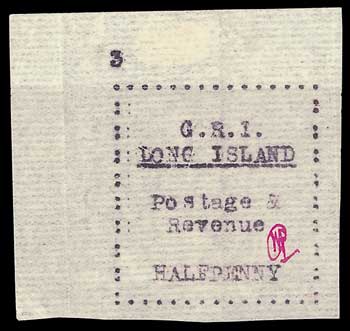 3
G.R.I.
LONG ISLAND
Postage &
Revenue
HALFPENNY